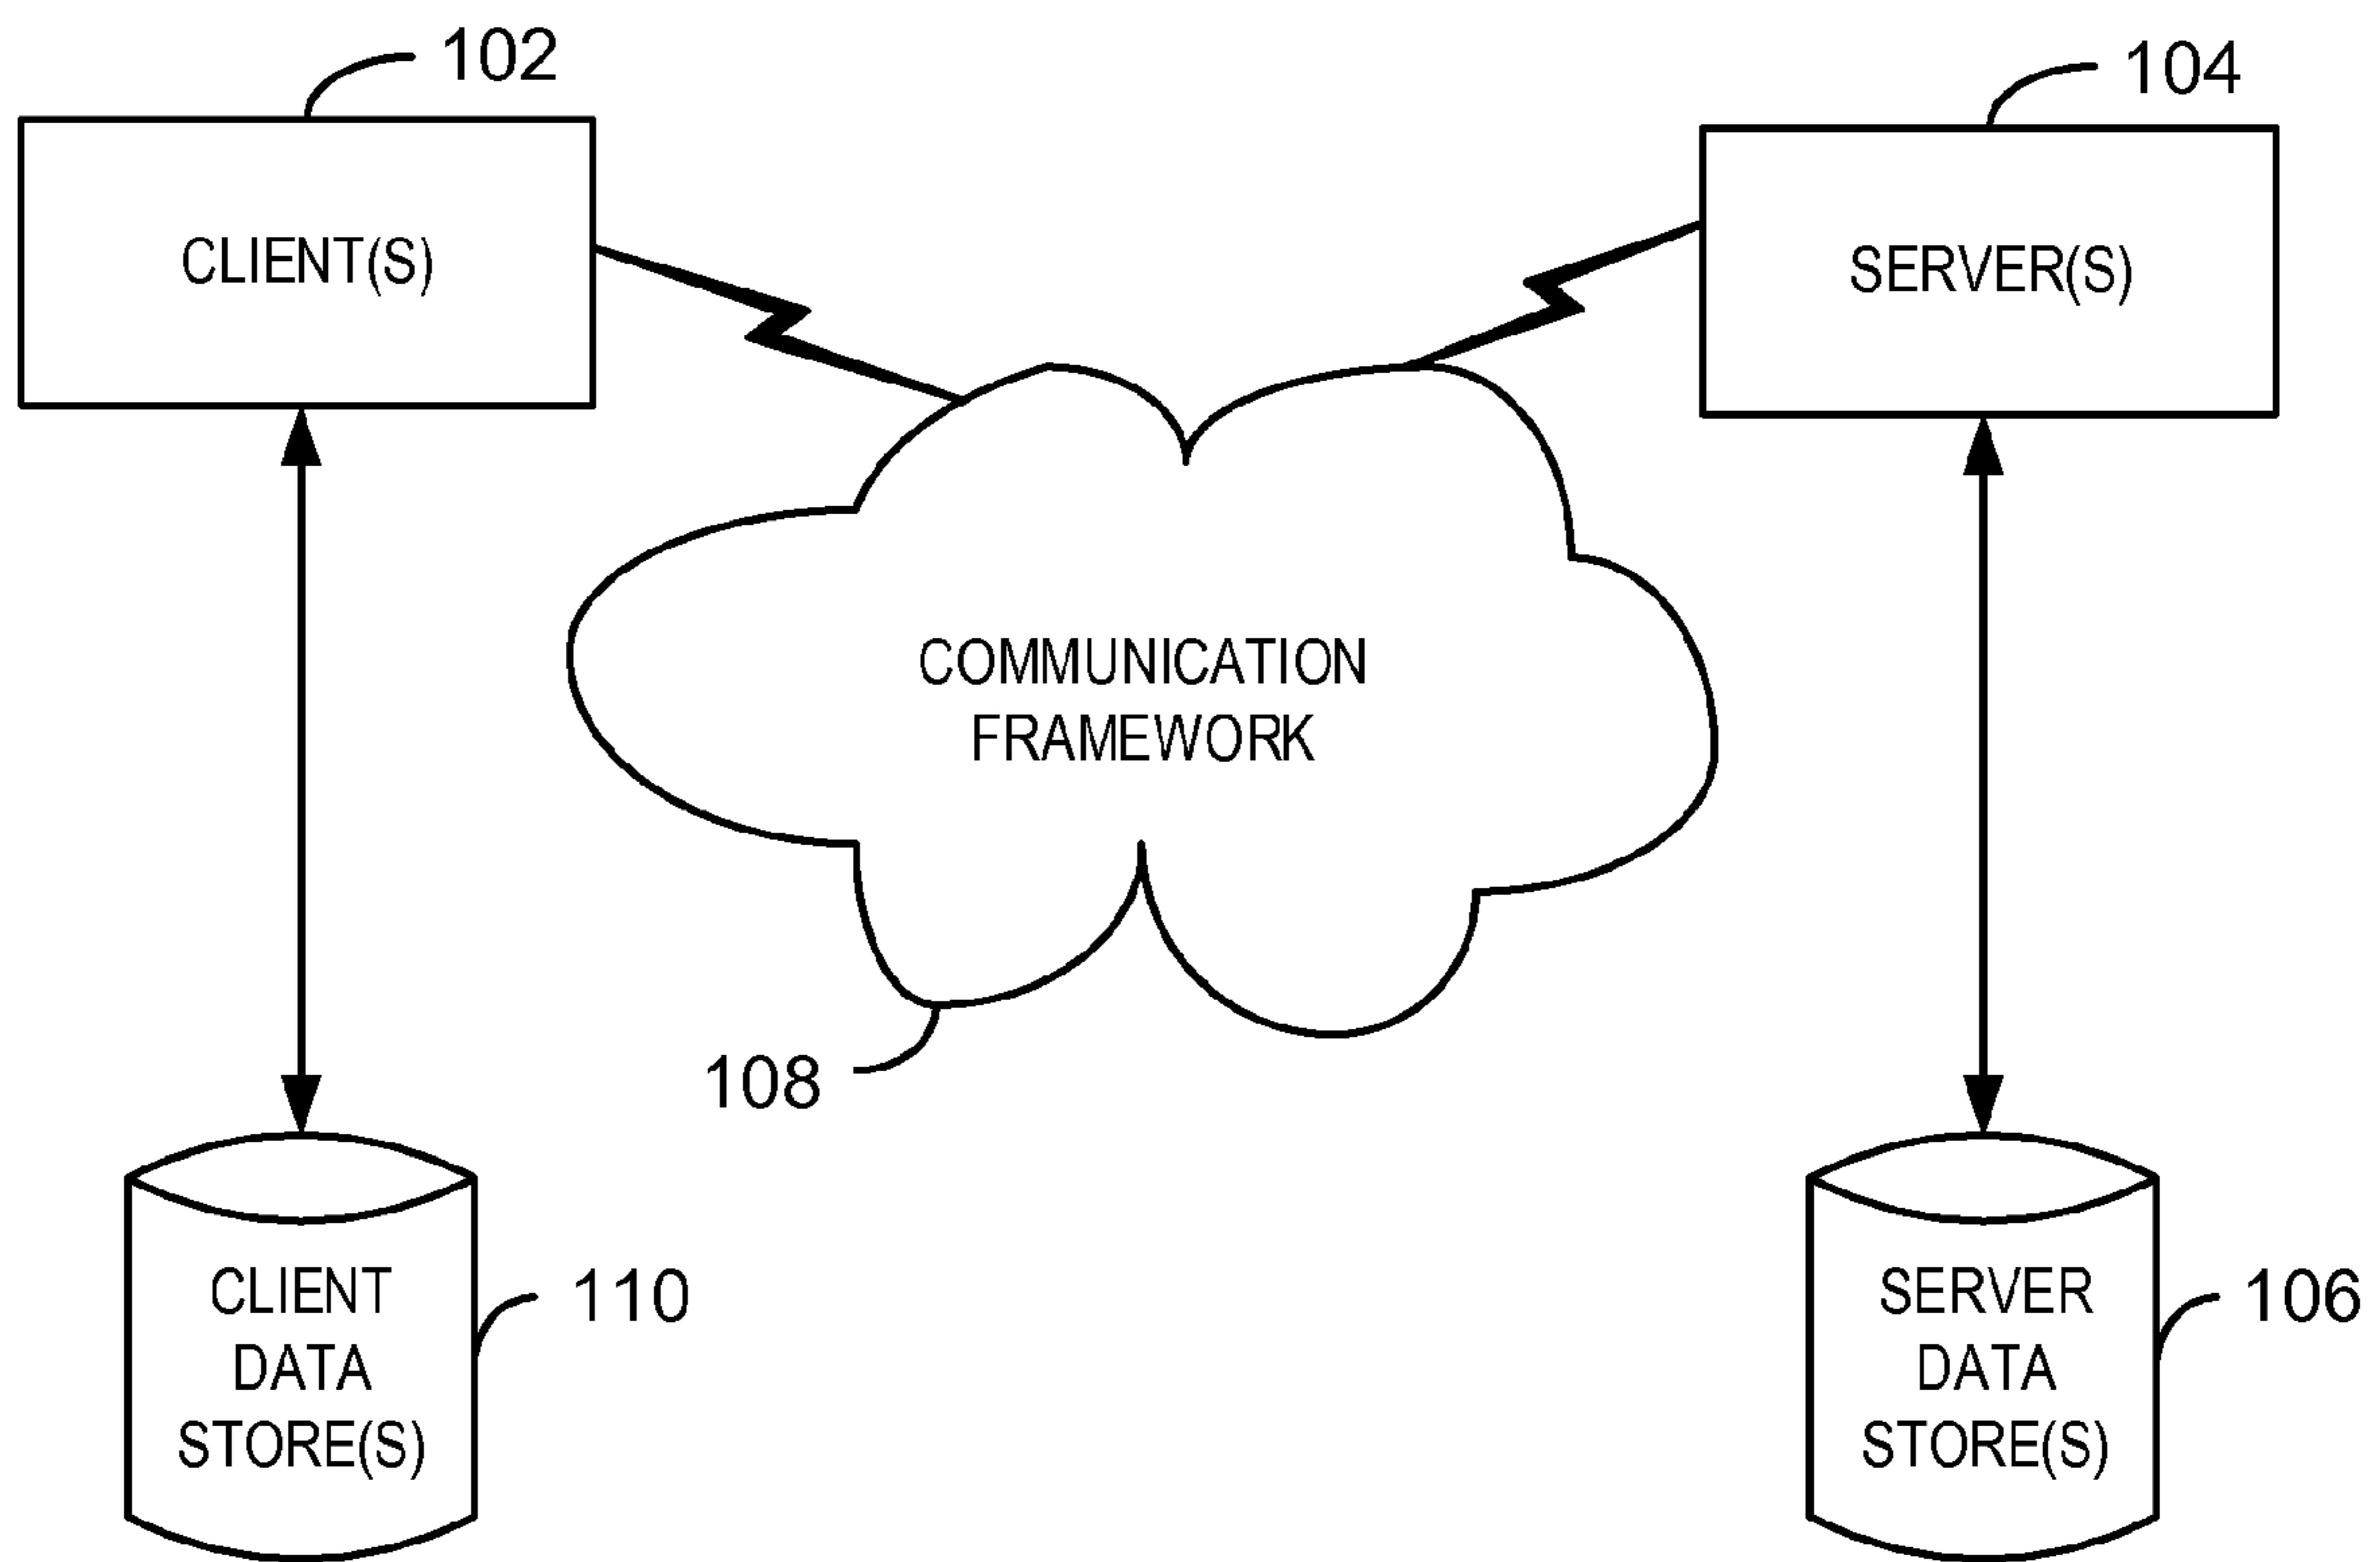 102
104
CLIENT(S)
SERVER(S)
COMMUNICATION
FRAMEWORK
108
CLIENT
DATA
STORE(S)
110
SERVER
DATA
STORE(S)
106